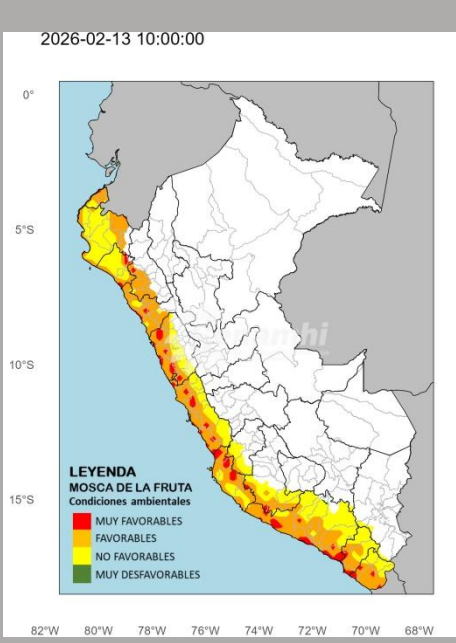 2026-02-13 10:00:00
0°
5°S
10°S
15°S
LEYENDA
MOSCA DE LA FRUTA
Condiciones ambientales
MUY FAVORABLES
FAVORABLES
NO FAVORABLES
MUY DESFAVORABLES
82°W 80°W 78°W 76°W 74°W 72°W 70°W 68°W